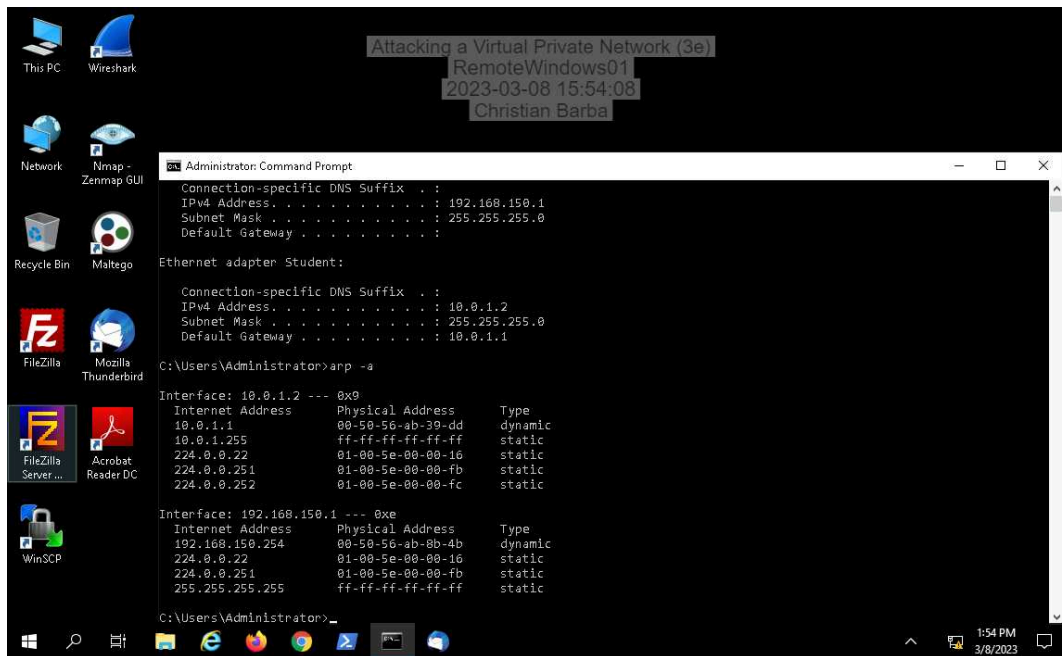 Attacking a Virtual Private Network (3e)
RemoteWindows01
2023-03-08 15:54:08
Christian Barba
This PC
Wireshark
Network
Nmap -
Zenmap GUI
Recycle Bin
Maltego
FileZilla
Mozilla
Thunderbird
FileZilla
Server ...
Acrobat
Reader DC
WinSCP
Administrator: Command Prompt
Connection-specific DNS Suffix  . :
IPv4 Address. . . . . . . . . . . : 192.168.150.1
Subnet Mask . . . . . . . . . . . : 255.255.255.0
Default Gateway . . . . . . . . . :
Ethernet adapter Student:
Connection-specific DNS Suffix  . :
IPv4 Address. . . . . . . . . . . : 10.0.1.2
Subnet Mask . . . . . . . . . . . : 255.255.255.0
Default Gateway . . . . . . . . . : 10.0.1.1
C:\Users\Administrator>arp -a
Interface: 10.0.1.2 --- 0x9
Internet Address      Physical Address      Type
10.0.1.1              00-50-56-ab-39-dd     dynamic
10.0.1.255            ff-ff-ff-ff-ff-ff     static
224.0.0.22            01-00-5e-00-00-16     static
224.0.0.251           01-00-5e-00-00-fb     static
224.0.0.252           01-00-5e-00-00-fc     static
Interface: 192.168.150.1 --- 0xe
Internet Address      Physical Address      Type
192.168.150.254       00-50-56-ab-8b-4b     dynamic
224.0.0.22            01-00-5e-00-00-16     static
224.0.0.251           01-00-5e-00-00-fb     static
255.255.255.255       ff-ff-ff-ff-ff-ff     static
C:\Users\Administrator>_
1:54 PM
3/8/2023